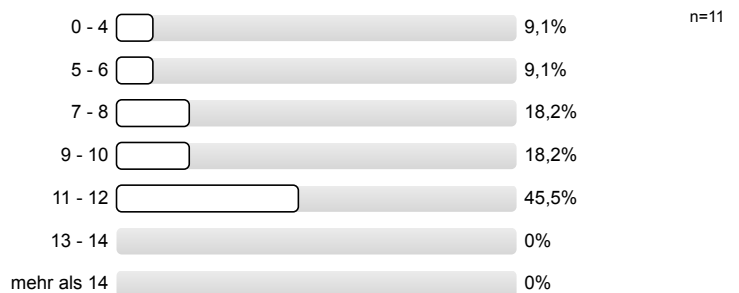 n=11
0 - 4 9,1%
5 - 6 9,1%
7 - 8 18,2%
9 - 10 18,2%
11 - 12 45,5%
13 - 14 0%
mehr als 14 0%